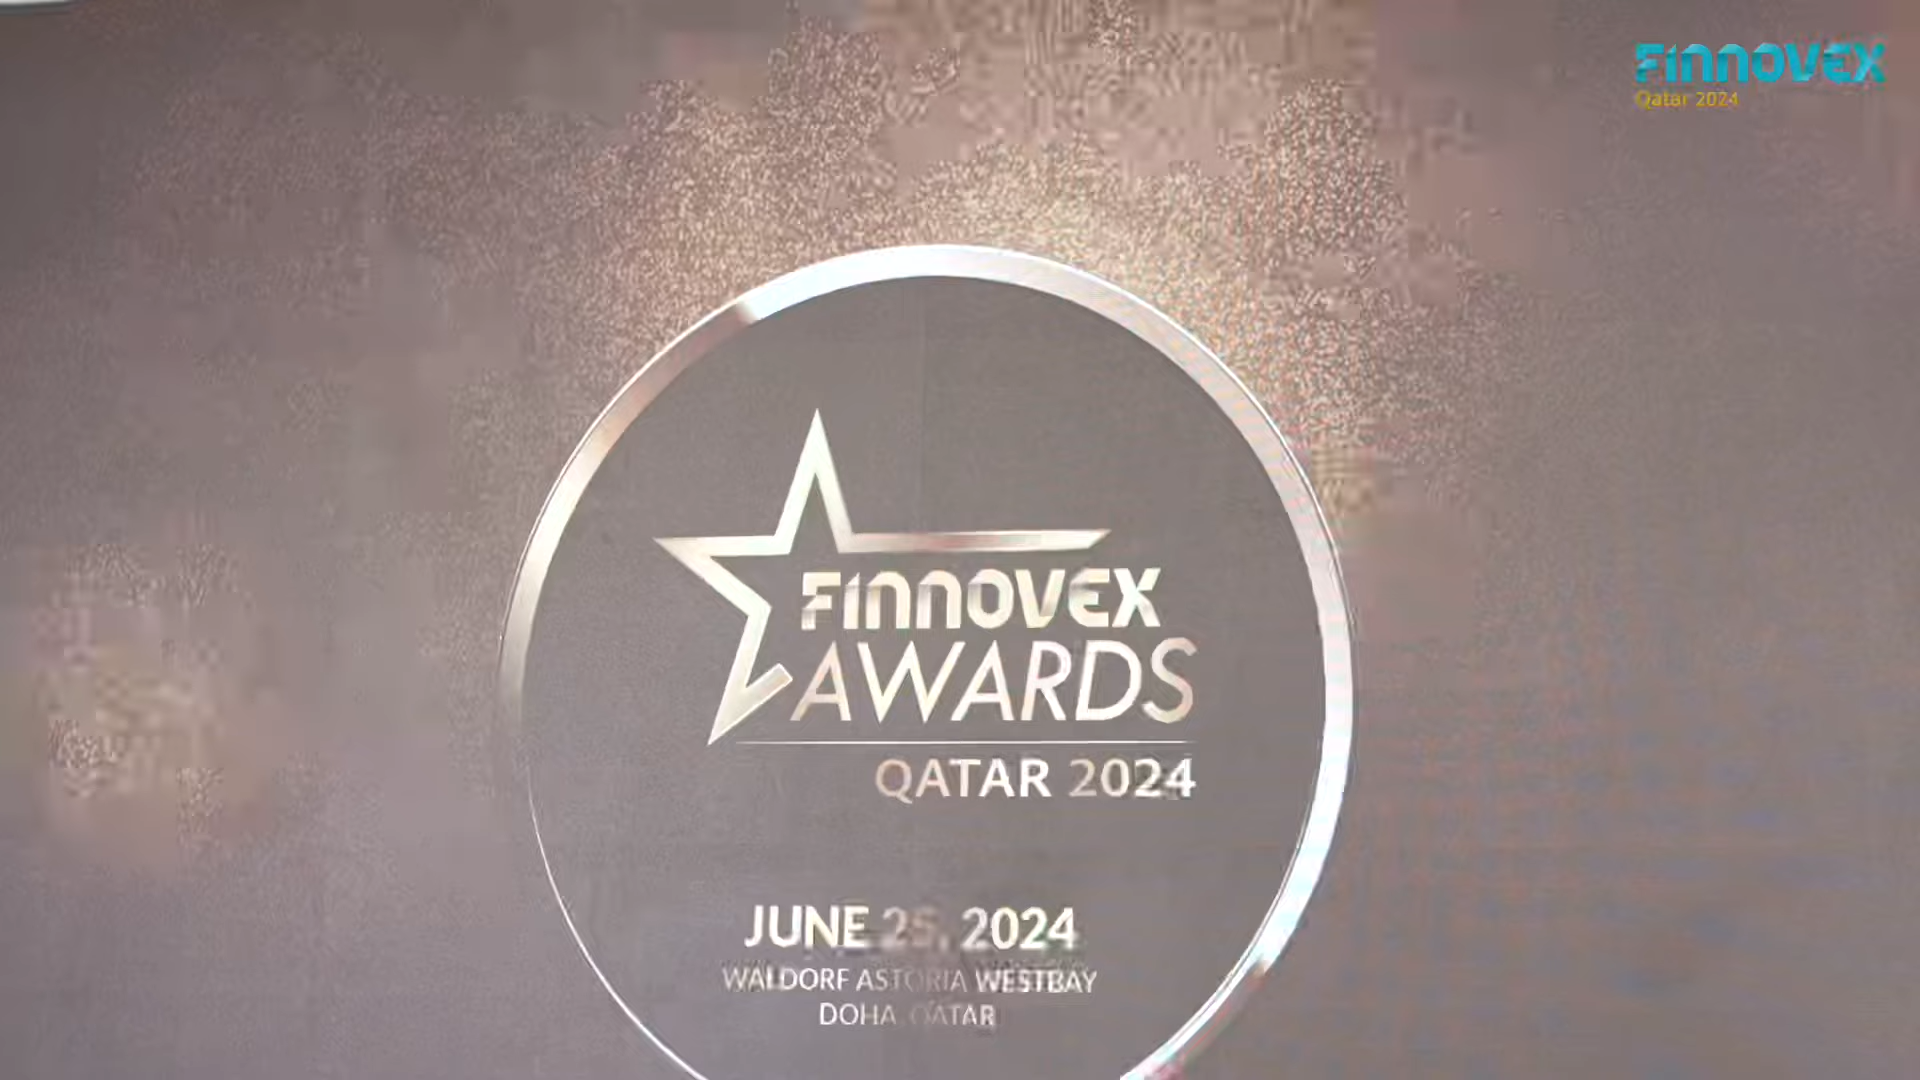 FINNOVEX
Qatar 2024
FINNOVEX
AWARDS
QATAR 2024
JUNE 25, 2024
WALDORF ASTORIA WESTBAY
DOHA, QATAR